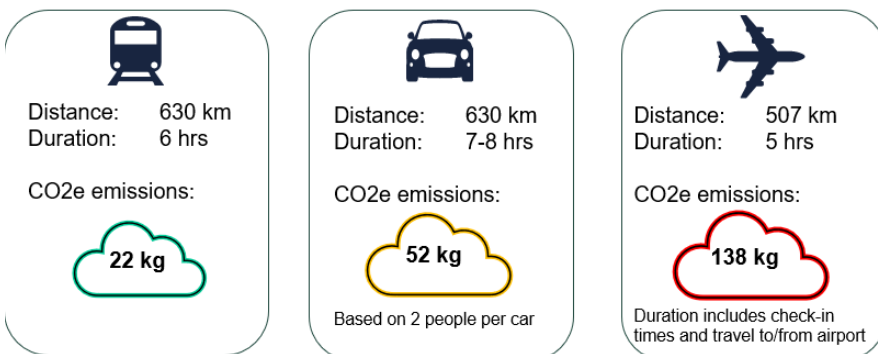 Distance: 630 km
Duration: 6 hrs
CO2e emissions:
22 kg
Distance: 630 km
Duration: 7-8 hrs
CO2e emissions:
52 kg
Based on 2 people per car
Distance: 507 km
Duration: 5 hrs
CO2e emissions:
138 kg
Duration includes check-in
times and travel to/from airport